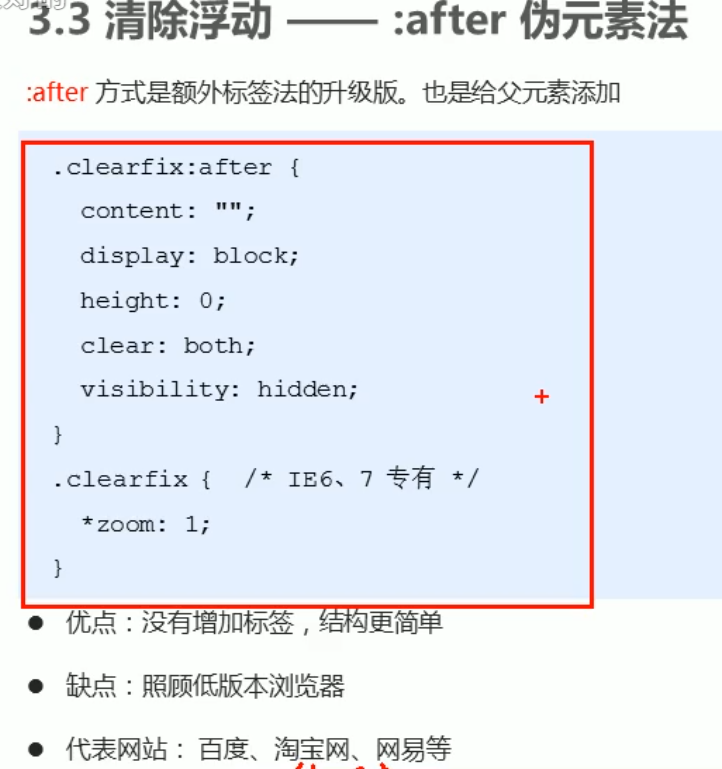 3.3 清除浮动 —— :after 伪元素法
:after 方式是额外标签法的升级版。也是给父元素添加
.clearfix:after {
content: "";
display: block;
height: 0;
clear: both;
visibility: hidden;
}
.clearfix { /* IE6、7 专有 */
*zoom: 1;
}
● 优点：没有增加标签，结构更简单
● 缺点：照顾低版本浏览器
● 代表网站： 百度、淘宝网、网易等